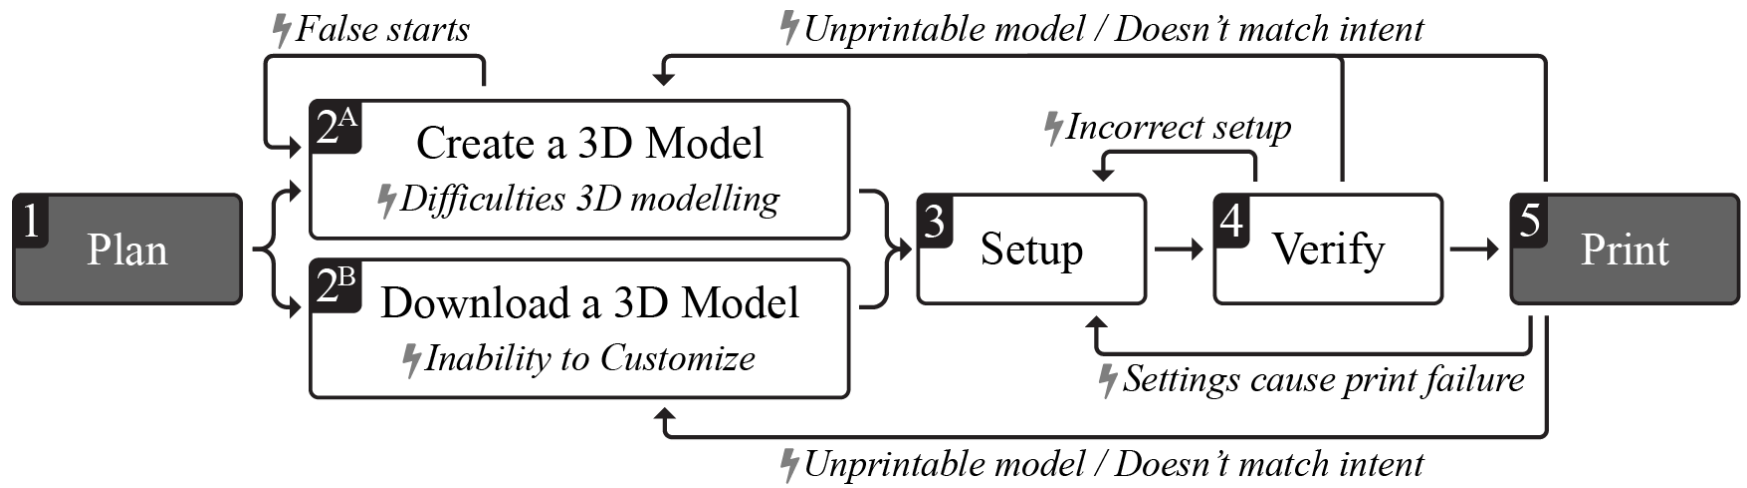 False starts
Unprintable model / Doesn't match intent
2A
Create a 3D Model
Difficulties 3D modelling
Incorrect setup
1
Plan
3
Setup
4
Verify
5
Print
2B
Download a 3D Model
Inability to Customize
Settings cause print failure
Unprintable model / Doesn't match intent